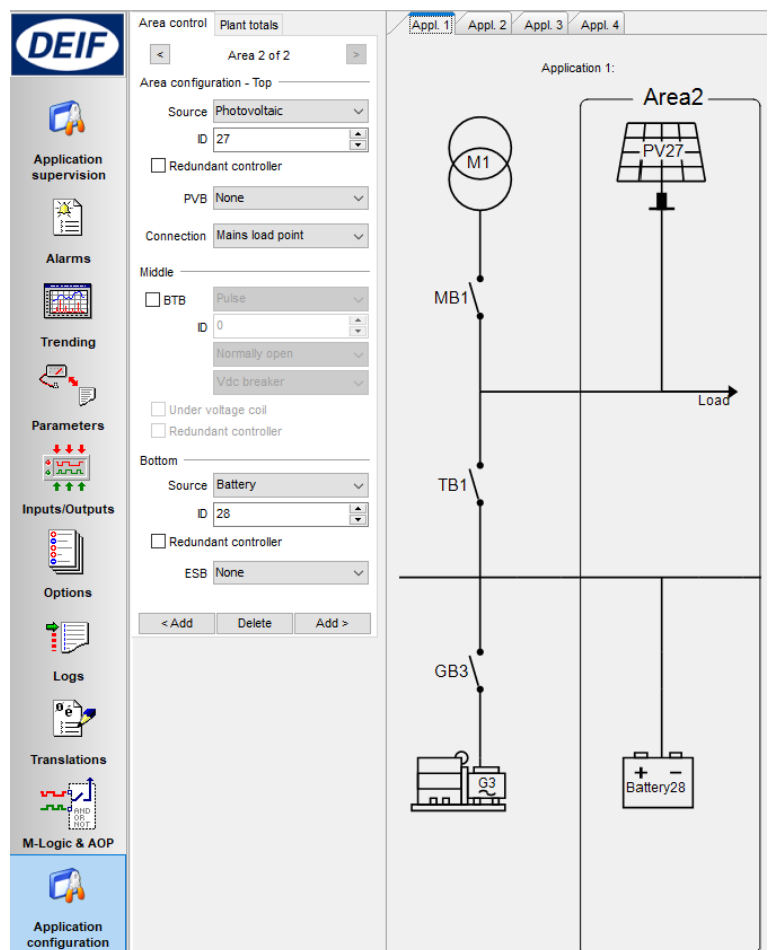 DEIF
Application
supervision
Alarms
Trending
Parameters
Inputs/Outputs
Options
Logs
Translations
AND
OR
NOT
M-Logic & AOP
Application
configuration
Area control
Plant totals
<
Area 2 of 2
>
Area configuration - Top
Source Photovoltaic
ID 27
Redundant controller
PVB None
Connection Mains load point
Middle
BTB Pulse
ID 0
Normally open
Vdc breaker
Under voltage coil
Redundant controller
Bottom
Source Battery
ID 28
Redundant controller
ESB None
< Add Delete Add >
Appl. 1 Appl. 2 Appl. 3 Appl. 4
Application 1:
Area2
M1
PV27
MB1
Load
TB1
GB3
G3
+ −
Battery28